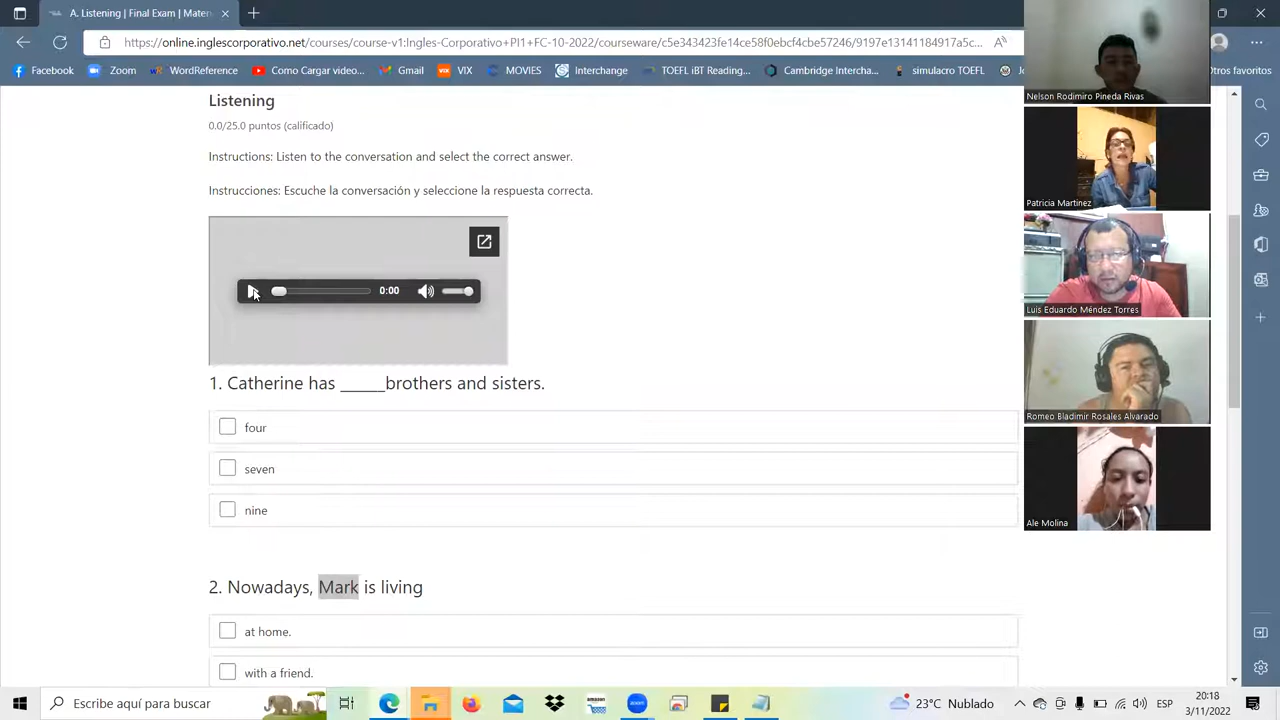 A. Listening | Final Exam | Mater
https://online.inglescorporativo.net/courses/course-v1:Ingles-Corporativo+PI1+FC-10-2022/courseware/c5e343423fe14ce58f0ebcf4cbe57246/9197e13141184917a5c...
Facebook Zoom WordReference Como Cargar video... Gmail VIX MOVIES Interchange TOEFL iBT Reading... Cambridge Intercha... simulacro TOEFL Otros favoritos
Listening
0.0/25.0 puntos (calificado)
Instructions: Listen to the conversation and select the correct answer.
Instrucciones: Escuche la conversación y seleccione la respuesta correcta.
0:00
1. Catherine has ______brothers and sisters.
four
seven
nine
2. Nowadays, Mark is living
at home.
with a friend.
Nelson Rodimiro Pineda Rivas
Patricia Martinez
Luis Eduardo Méndez Torres
Romeo Bladimir Rosales Alvarado
Ale Molina
Escribe aquí para buscar
amazon
zoom
23°C Nublado
ESP
20:18
3/11/2022